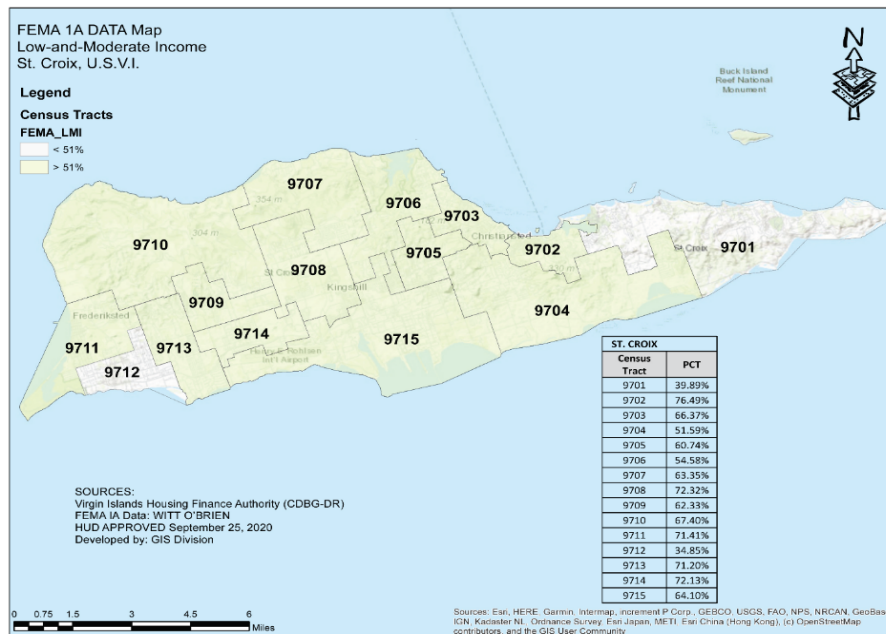 FEMA 1A DATA Map
Low-and-Moderate Income
St. Croix, U.S.V.I.
Legend
Census Tracts
FEMA_LMI
< 51%
> 51%
N
Buck Island
Reef National
Monument
9707
9706
9703
354 m
9710
304 m
Christiansted
9702
9705
St Croix
9701
9708
Kingshill
9709
9704
Frederiksted
9714
9715
9711
9713
9712
Int'l Airport
ST. CROIX
Census Tract PCT
9701 39.89%
9702 76.49%
9703 66.37%
9704 51.59%
9705 60.74%
9706 54.58%
9707 63.35%
9708 72.32%
9709 62.33%
9710 67.40%
9711 71.41%
9712 34.85%
9713 71.20%
9714 72.13%
9715 64.10%
SOURCES:
Virgin Islands Housing Finance Authority (CDBG-DR)
FEMA IA Data: WITT O'BRIEN
HUD APPROVED September 25, 2020
Developed by: GIS Division
0 0.75 1.5 3 4.5 6
Miles
Sources: Esri, HERE, Garmin, Intermap, increment P Corp., GEBCO, USGS, FAO, NPS, NRCAN, GeoBas
IGN, Kadaster NL, Ordnance Survey, Esri Japan, METI, Esri China (Hong Kong), (c) OpenStreetMap
contributors, and the GIS User Community